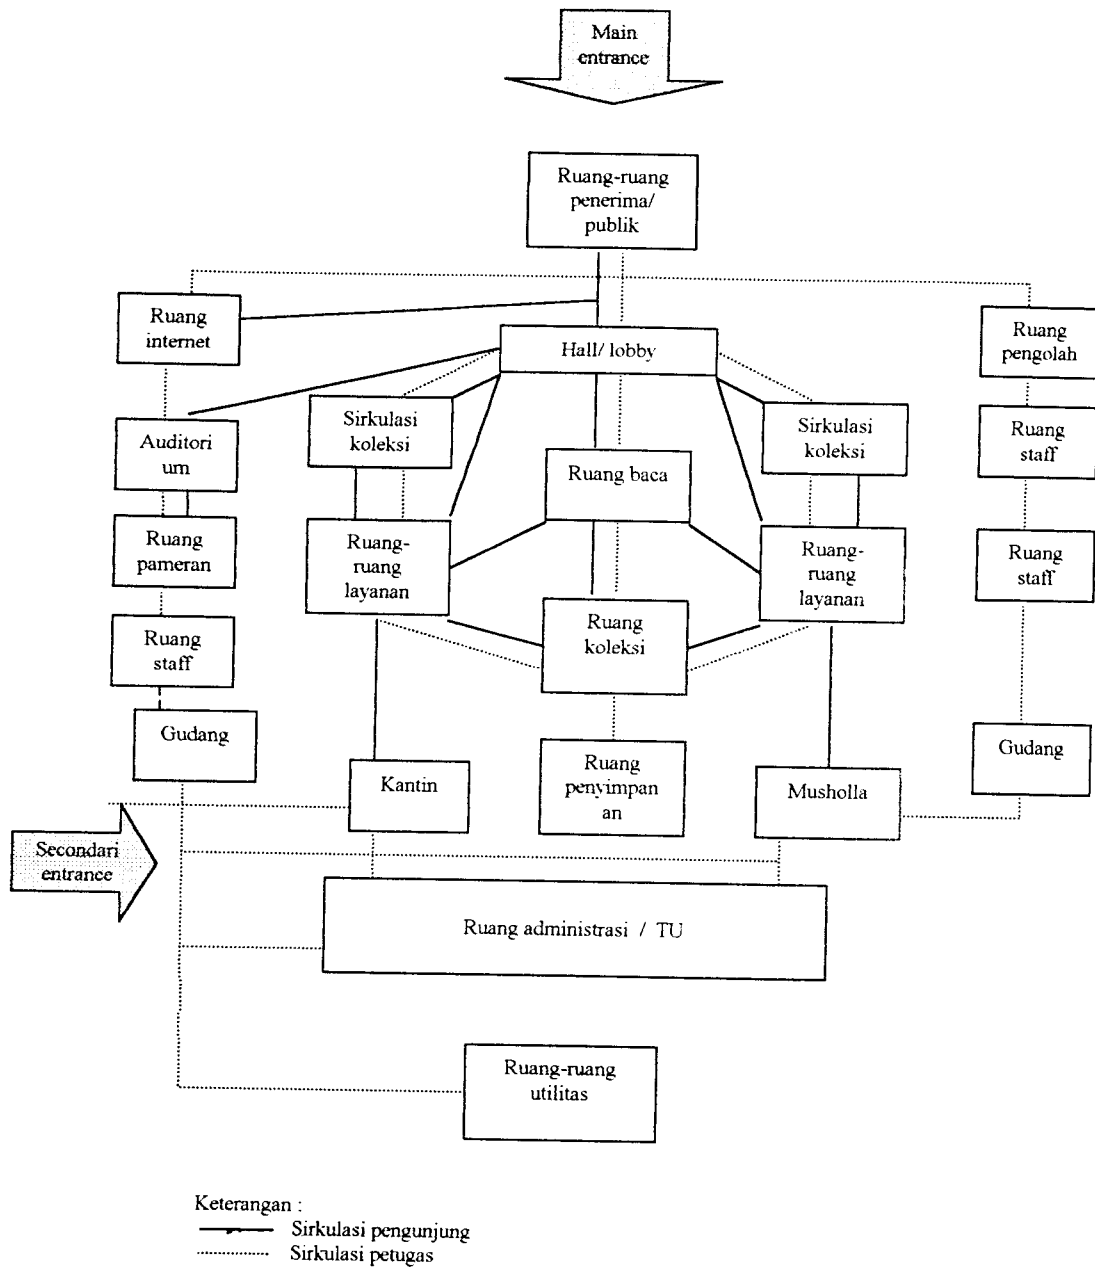 Main
entrance
Ruang-ruang
penerima/
publik
Ruang
internet
Hall/ lobby
Ruang
pengolah
Auditori
um
Sirkulasi
koleksi
Ruang baca
Sirkulasi
koleksi
Ruang
staff
Ruang
pameran
Ruang-
ruang
layanan
Ruang-
ruang
layanan
Ruang
staff
Ruang
staff
Ruang
koleksi
Gudang
Kantin
Ruang
penyimpan
an
Musholla
Gudang
Secondari
entrance
Ruang administrasi / TU
Ruang-ruang
utilitas
Keterangan :
Sirkulasi pengunjung
Sirkulasi petugas